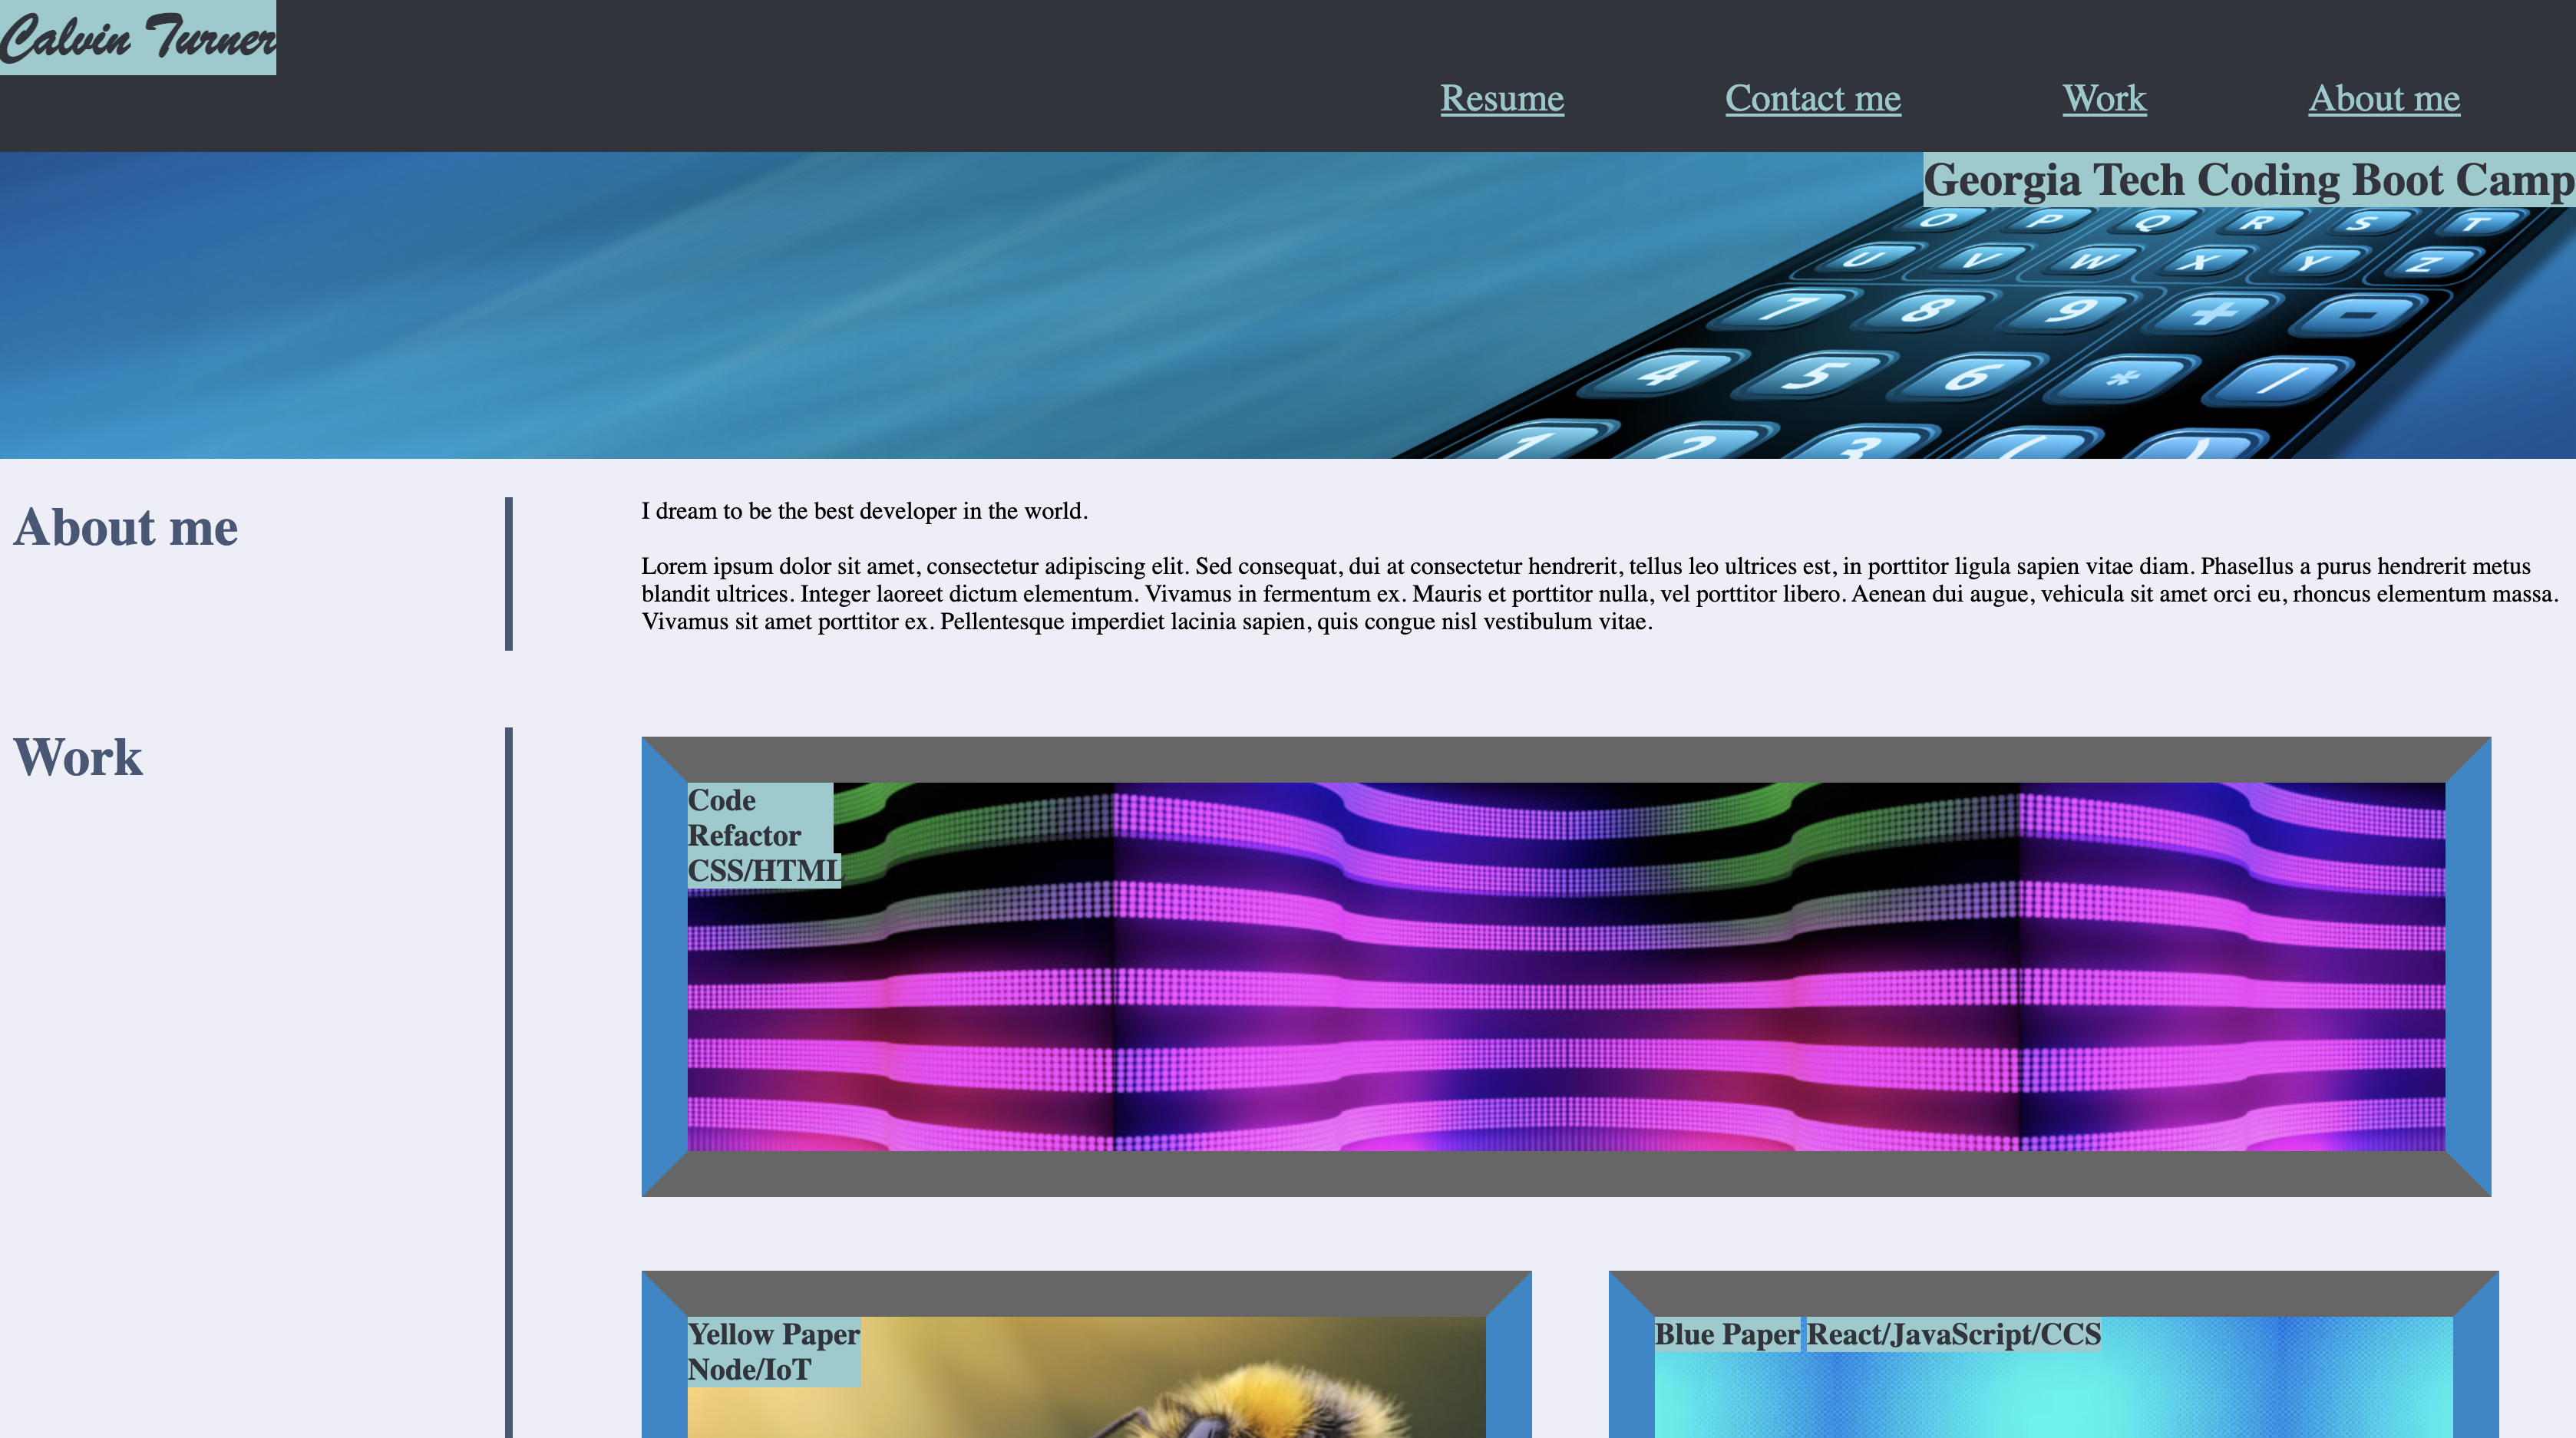 Calvin Turner
Resume Contact me Work About me
Georgia Tech Coding Boot Camp
O P Q R S T
U V W X Y Z
7 8 9 + -
4 5 6 * /
1 2 3 ( )
About me
I dream to be the best developer in the world.
Lorem ipsum dolor sit amet, consectetur adipiscing elit. Sed consequat, dui at consectetur hendrerit, tellus leo ultrices est, in porttitor ligula sapien vitae diam. Phasellus a purus hendrerit metus
blandit ultrices. Integer laoreet dictum elementum. Vivamus in fermentum ex. Mauris et porttitor nulla, vel porttitor libero. Aenean dui augue, vehicula sit amet orci eu, rhoncus elementum massa.
Vivamus sit amet porttitor ex. Pellentesque imperdiet lacinia sapien, quis congue nisl vestibulum vitae.
Work
Code
Refactor
CSS/HTML
Yellow Paper
Node/IoT
Blue Paper React/JavaScript/CCS